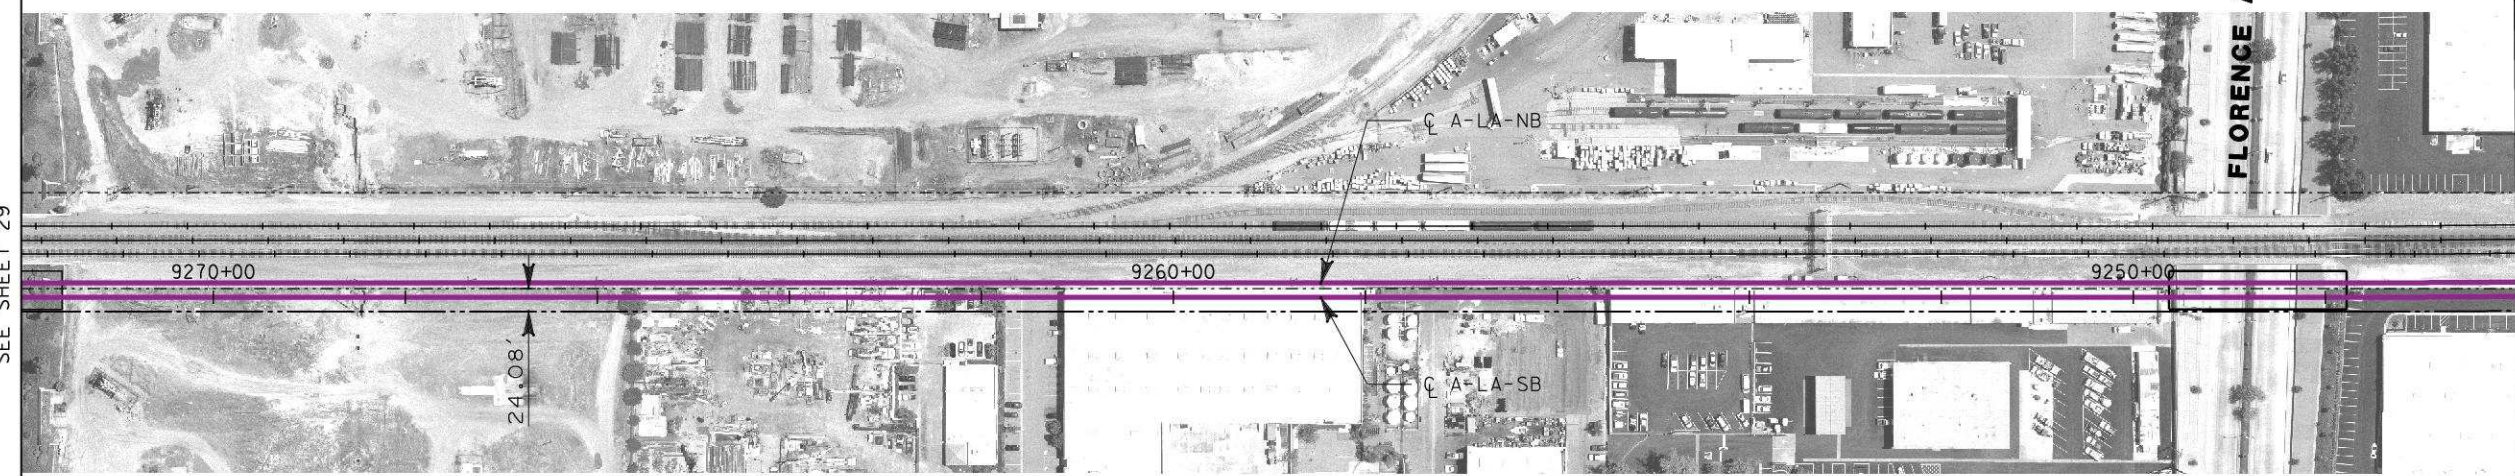 SEE SHEET 29
FLORENCE
℄ A-LA-NB
9270+00
9260+00
9250+00
24.08'
℄ A-LA-SB